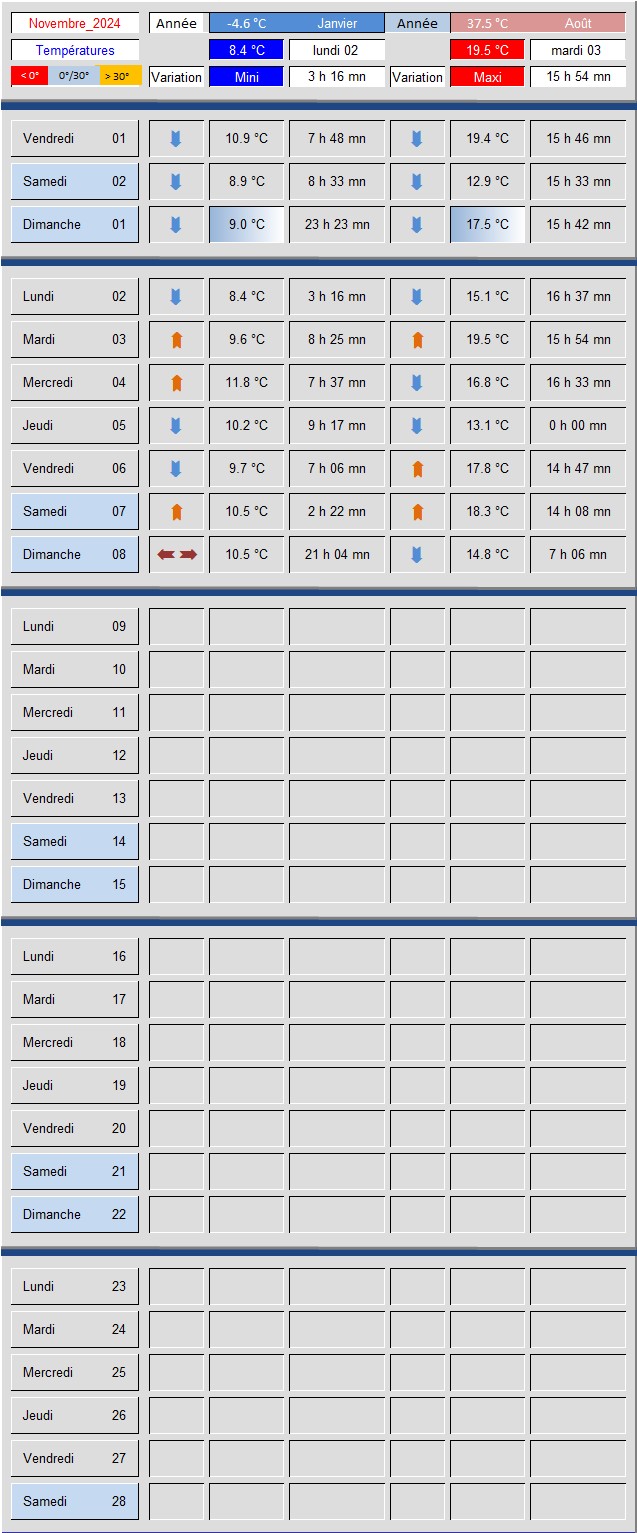 Novembre_2024 Année -4.6 °C Janvier Année 37.5 °C Août
Températures 8.4 °C lundi 02 19.5 °C mardi 03
< 0° 0°/30° > 30° Variation Mini 3 h 16 mn Variation Maxi 15 h 54 mn
Vendredi 01 10.9 °C 7 h 48 mn 19.4 °C 15 h 46 mn
Samedi 02 8.9 °C 8 h 33 mn 12.9 °C 15 h 33 mn
Dimanche 01 9.0 °C 23 h 23 mn 17.5 °C 15 h 42 mn
Lundi 02 8.4 °C 3 h 16 mn 15.1 °C 16 h 37 mn
Mardi 03 9.6 °C 8 h 25 mn 19.5 °C 15 h 54 mn
Mercredi 04 11.8 °C 7 h 37 mn 16.8 °C 16 h 33 mn
Jeudi 05 10.2 °C 9 h 17 mn 13.1 °C 0 h 00 mn
Vendredi 06 9.7 °C 7 h 06 mn 17.8 °C 14 h 47 mn
Samedi 07 10.5 °C 2 h 22 mn 18.3 °C 14 h 08 mn
Dimanche 08 10.5 °C 21 h 04 mn 14.8 °C 7 h 06 mn
Lundi 09
Mardi 10
Mercredi 11
Jeudi 12
Vendredi 13
Samedi 14
Dimanche 15
Lundi 16
Mardi 17
Mercredi 18
Jeudi 19
Vendredi 20
Samedi 21
Dimanche 22
Lundi 23
Mardi 24
Mercredi 25
Jeudi 26
Vendredi 27
Samedi 28